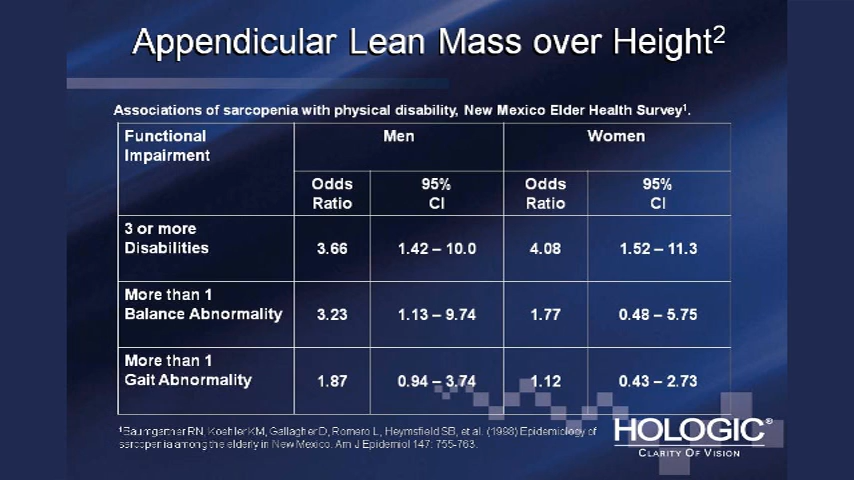 Appendicular Lean Mass over Height²
Associations of sarcopenia with physical disability, New Mexico Elder Health Survey¹.
Functional Impairment Men Women
Odds Ratio 95% CI Odds Ratio 95% CI
3 or more Disabilities 3.66 1.42 – 10.0 4.08 1.52 – 11.3
More than 1 Balance Abnormality 3.23 1.13 – 9.74 1.77 0.48 – 5.75
More than 1 Gait Abnormality 1.87 0.94 – 3.74 1.12 0.43 – 2.73
¹Baumgartner RN, Koehler KM, Gallagher D, Romero L, Heymsfield SB, et al. (1998) Epidemiology of
sarcopenia among the elderly in New Mexico. Am J Epidemiol 147: 755-763.
HOLOGIC®
CLARITY OF VISION